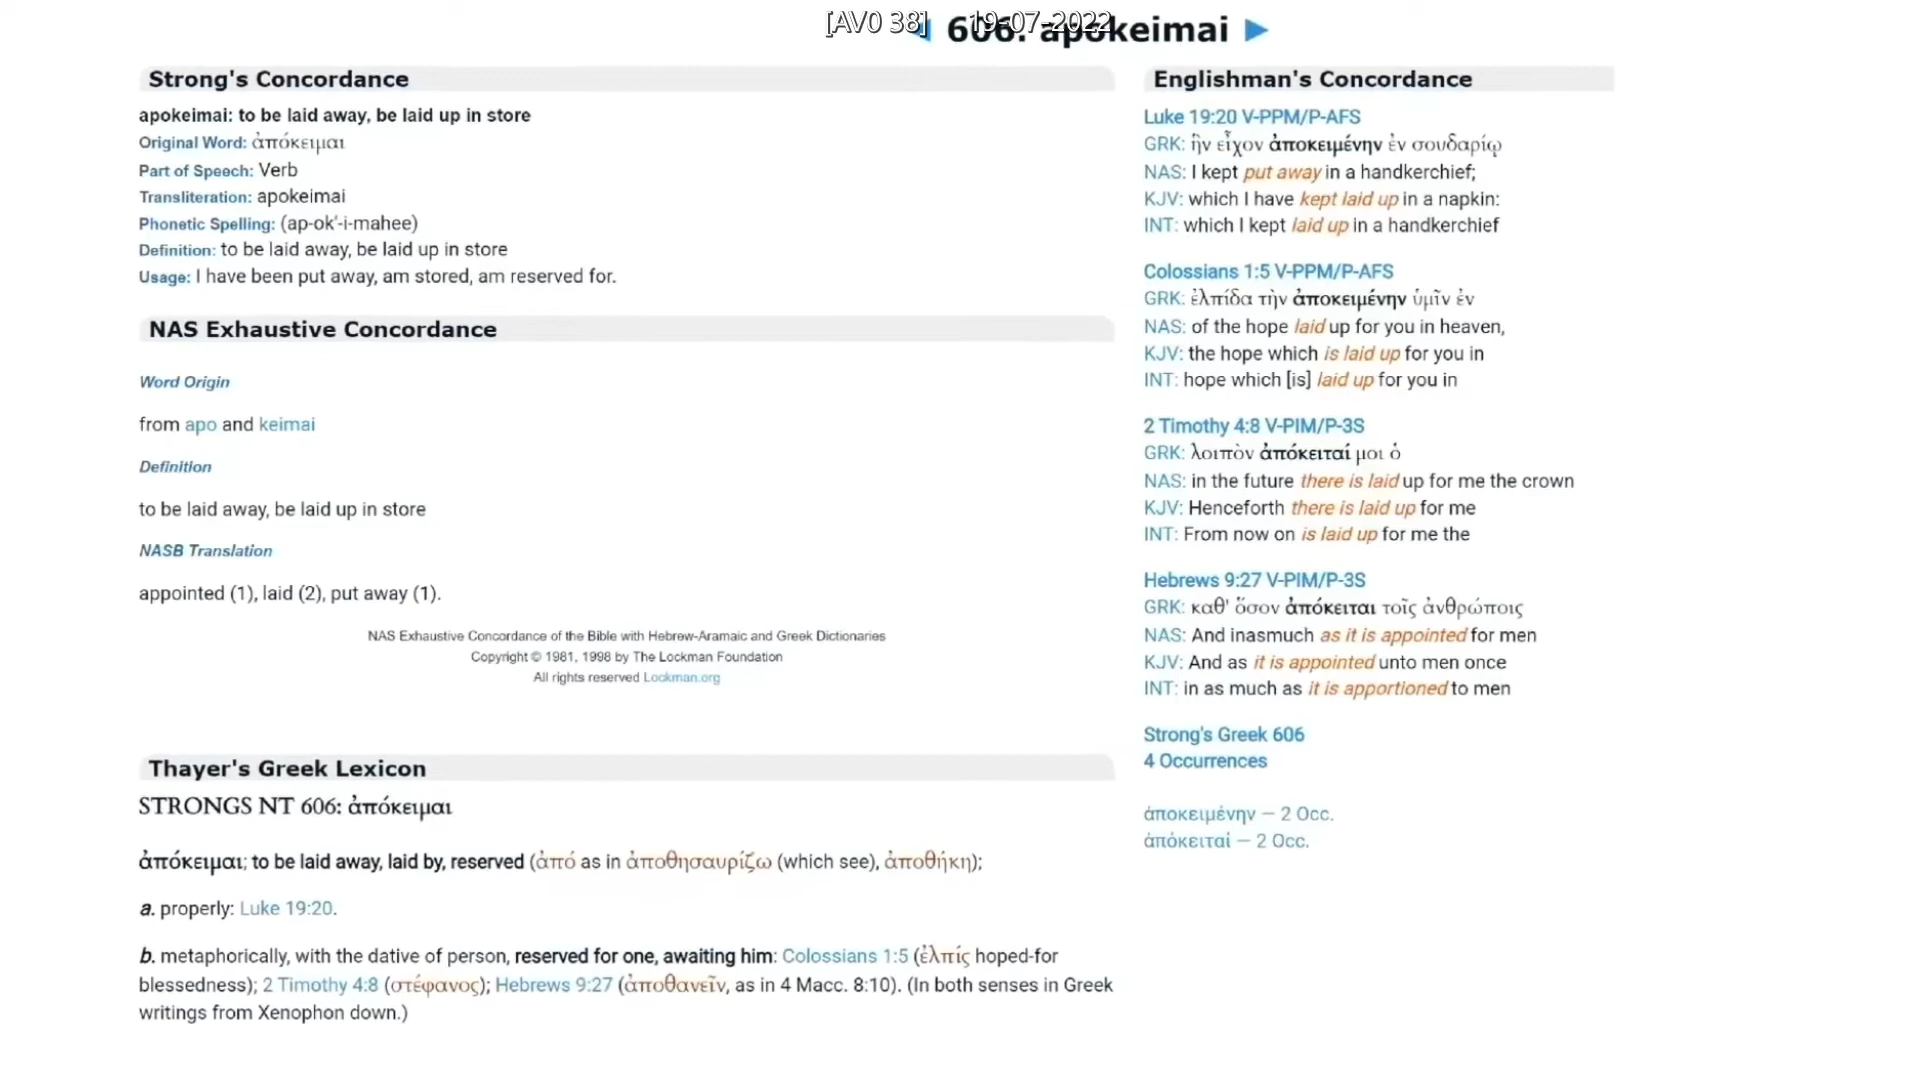 [AV0 38] 19-07-2022
606. apokeimai
Strong's Concordance
apokeimai: to be laid away, be laid up in store
Original Word: ἀπόκειμαι
Part of Speech: Verb
Transliteration: apokeimai
Phonetic Spelling: (ap-ok'-i-mahee)
Definition: to be laid away, be laid up in store
Usage: I have been put away, am stored, am reserved for.
NAS Exhaustive Concordance
Word Origin
from apo and keimai
Definition
to be laid away, be laid up in store
NASB Translation
appointed (1), laid (2), put away (1).
NAS Exhaustive Concordance of the Bible with Hebrew-Aramaic and Greek Dictionaries
Copyright © 1981, 1998 by The Lockman Foundation
All rights reserved Lockman.org
Thayer's Greek Lexicon
STRONGS NT 606: ἀπόκειμαι
ἀπόκειμαι; to be laid away, laid by, reserved (ἀπό as in ἀποθησαυρίζω (which see), ἀποθήκη);
a. properly: Luke 19:20.
b. metaphorically, with the dative of person, reserved for one, awaiting him: Colossians 1:5 (ἐλπίς hoped-for
blessedness); 2 Timothy 4:8 (στέφανος); Hebrews 9:27 (ἀποθανεῖν, as in 4 Macc. 8:10). (In both senses in Greek
writings from Xenophon down.)
Englishman's Concordance
Luke 19:20 V-PPM/P-AFS
GRK: ἣν εἶχον ἀποκειμένην ἐν σουδαρίῳ
NAS: I kept put away in a handkerchief;
KJV: which I have kept laid up in a napkin:
INT: which I kept laid up in a handkerchief
Colossians 1:5 V-PPM/P-AFS
GRK: ἐλπίδα τὴν ἀποκειμένην ὑμῖν ἐν
NAS: of the hope laid up for you in heaven,
KJV: the hope which is laid up for you in
INT: hope which [is] laid up for you in
2 Timothy 4:8 V-PIM/P-3S
GRK: λοιπὸν ἀπόκειταί μοι ὁ
NAS: in the future there is laid up for me the crown
KJV: Henceforth there is laid up for me
INT: From now on is laid up for me the
Hebrews 9:27 V-PIM/P-3S
GRK: καθ' ὅσον ἀπόκειται τοῖς ἀνθρώποις
NAS: And inasmuch as it is appointed for men
KJV: And as it is appointed unto men once
INT: in as much as it is apportioned to men
Strong's Greek 606
4 Occurrences
ἀποκειμένην — 2 Occ.
ἀπόκειταί — 2 Occ.